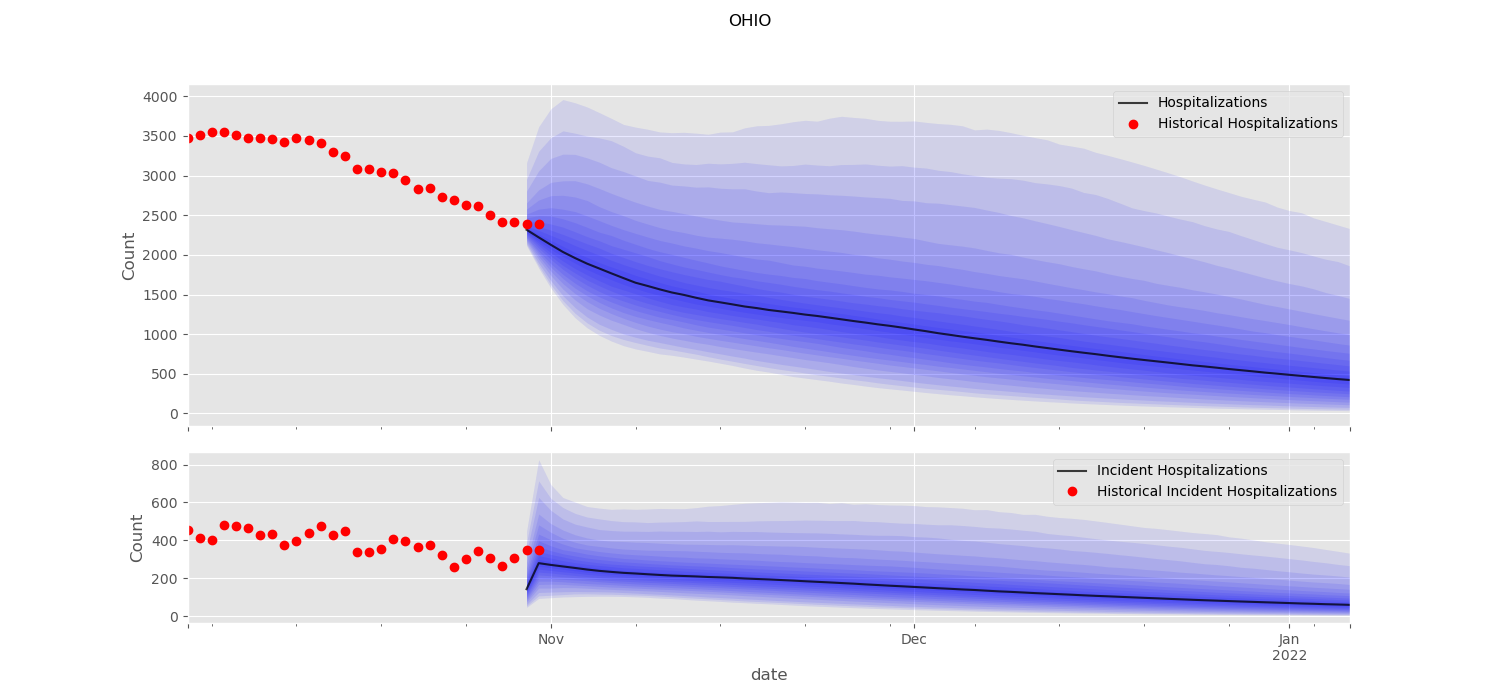 OHIO
4000
3500
3000
2500
2000
1500
1000
500
0
Count
Hospitalizations
Historical Hospitalizations
800
600
400
200
0
Count
Incident Hospitalizations
Historical Incident Hospitalizations
Nov
Dec
Jan
2022
date